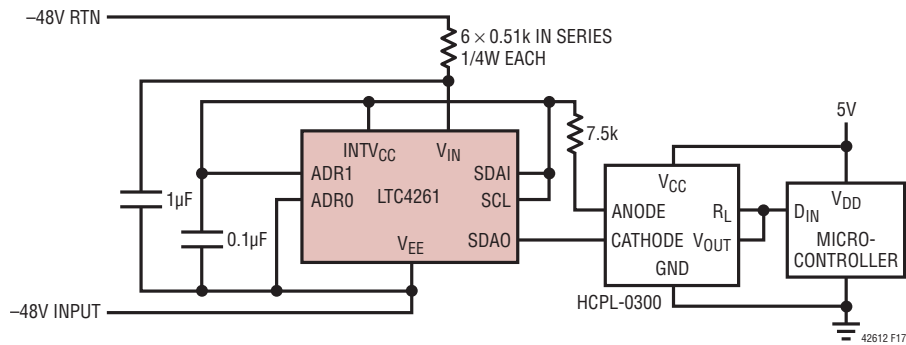 –48V RTN
6 × 0.51k IN SERIES
1/4W EACH
5V
7.5k
INTVCC
VIN
VCC
VDD
ADR1
SDAI
ADR0
LTC4261
SCL
1µF
ANODE
RL
DIN
0.1µF
VEE
SDAO
CATHODE
VOUT
MICRO-
CONTROLLER
GND
–48V INPUT
HCPL-0300
42612 F17